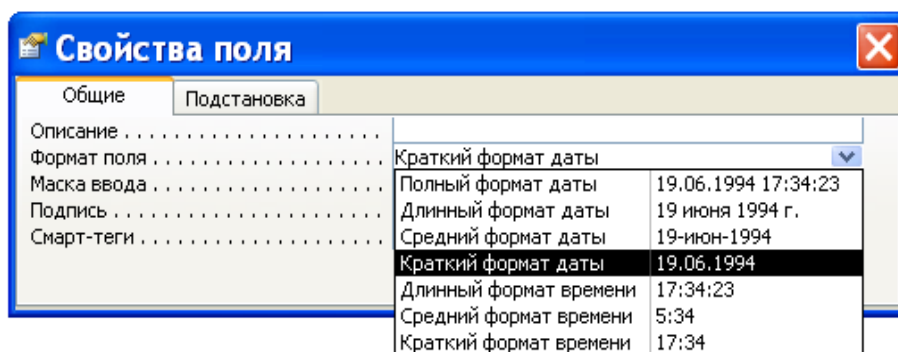 Свойства поля
Общие Подстановка
Описание . . . . . . . . . . . . . . . . . . . . .
Формат поля . . . . . . . . . . . . . . . . . . . Краткий формат даты
Маска ввода . . . . . . . . . . . . . . . . . . . Полный формат даты 19.06.1994 17:34:23
Подпись . . . . . . . . . . . . . . . . . . . . . . Длинный формат даты 19 июня 1994 г.
Смарт-теги . . . . . . . . . . . . . . . . . . . . Средний формат даты 19-июн-1994
Краткий формат даты 19.06.1994
Длинный формат времени 17:34:23
Средний формат времени 5:34
Краткий формат времени 17:34